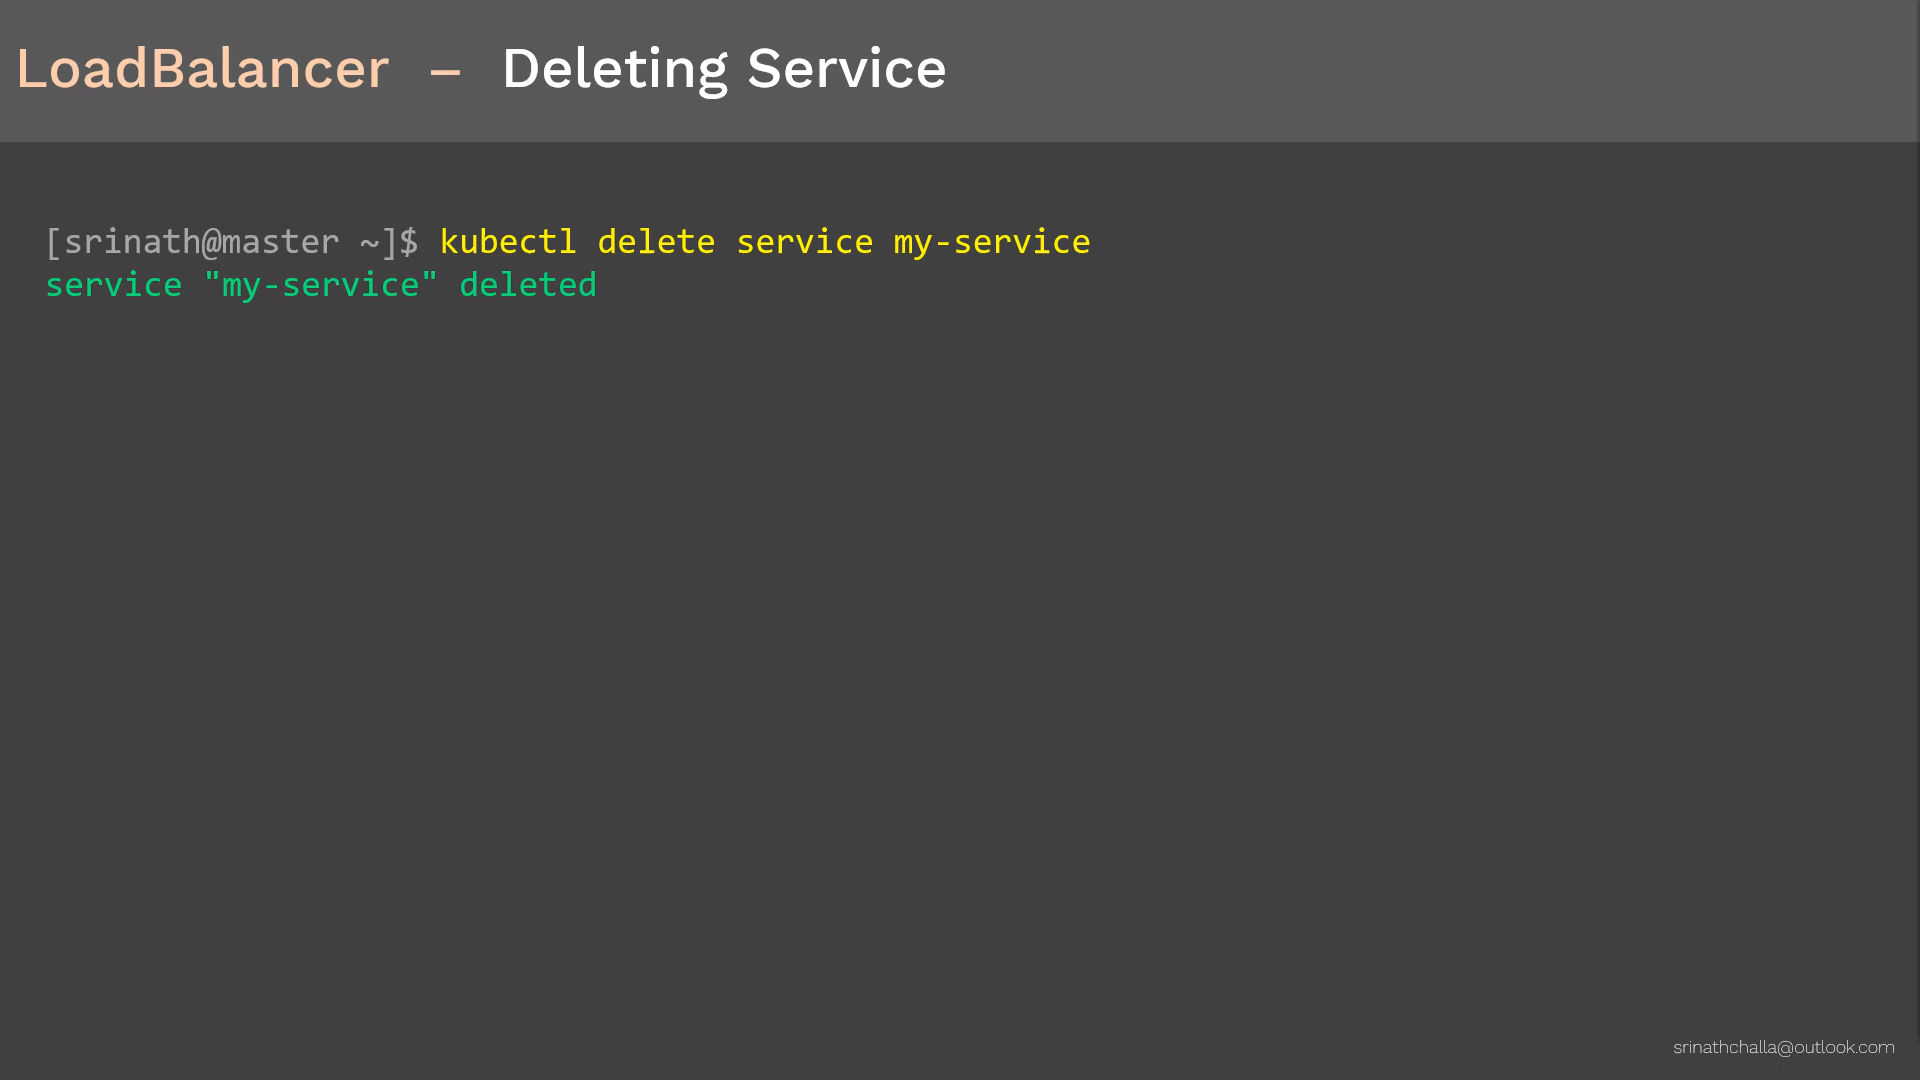 LoadBalancer – Deleting Service
[srinath@master ~]$ kubectl delete service my-service
service "my-service" deleted
srinathchalla@outlook.com